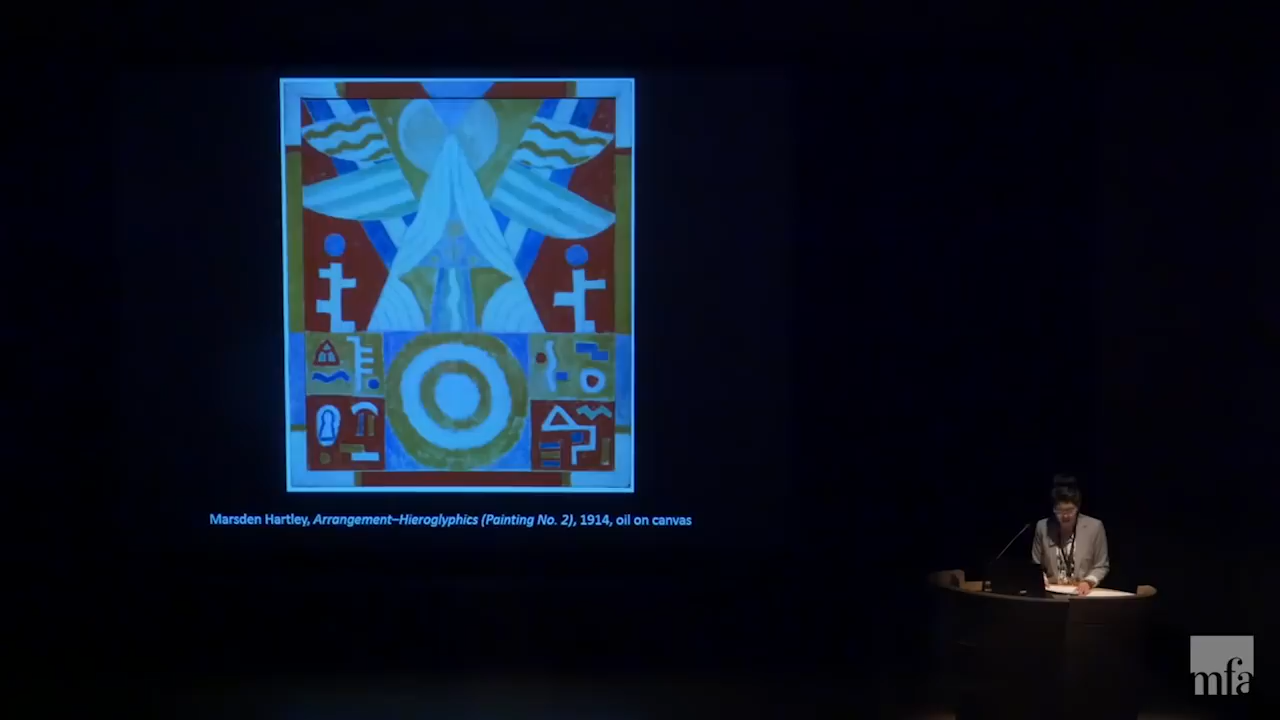 Marsden Hartley, Arrangement–Hieroglyphics (Painting No. 2), 1914, oil on canvas
mfa